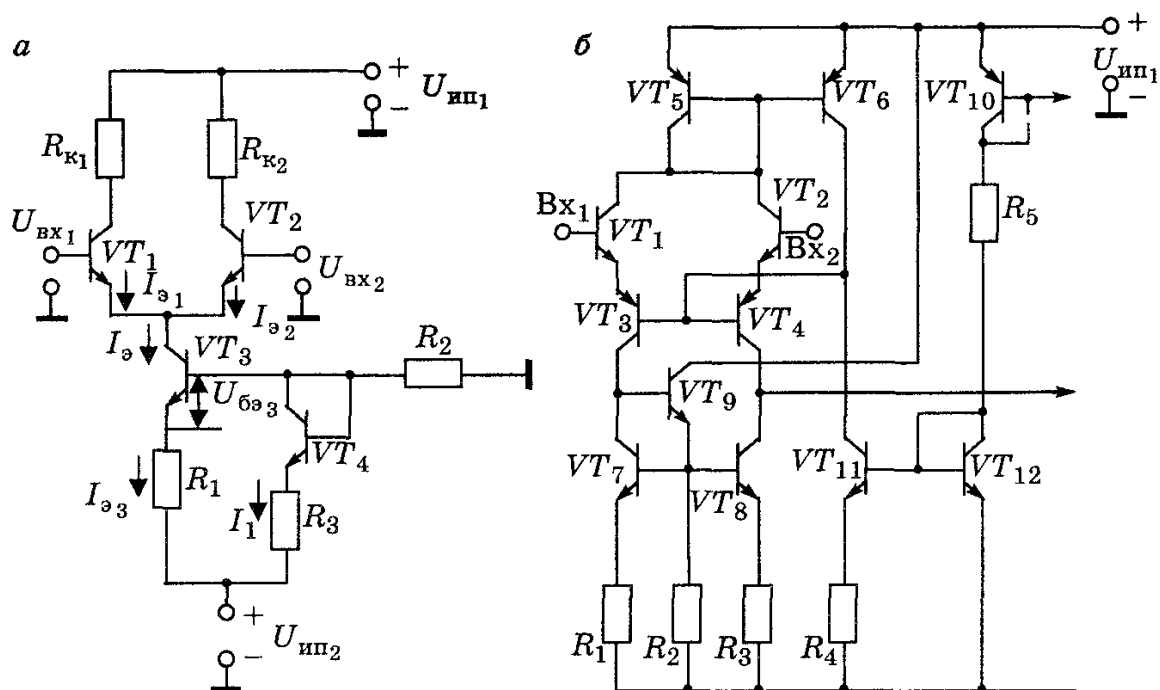 а
+
U_ип1
-
R_к1
R_к2
U_вх1
VT_1
VT_2
U_вх2
I_э1
I_э2
I_э
VT_3
R_2
U_бэ3
VT_4
R_1
I_э3
I_1
R_3
+
U_ип2
-
б
+
U_ип1
-
VT_5
VT_6
VT_10
Вх_1
VT_1
VT_2
Вх_2
R_5
VT_3
VT_4
VT_9
VT_7
VT_8
VT_11
VT_12
R_1
R_2
R_3
R_4